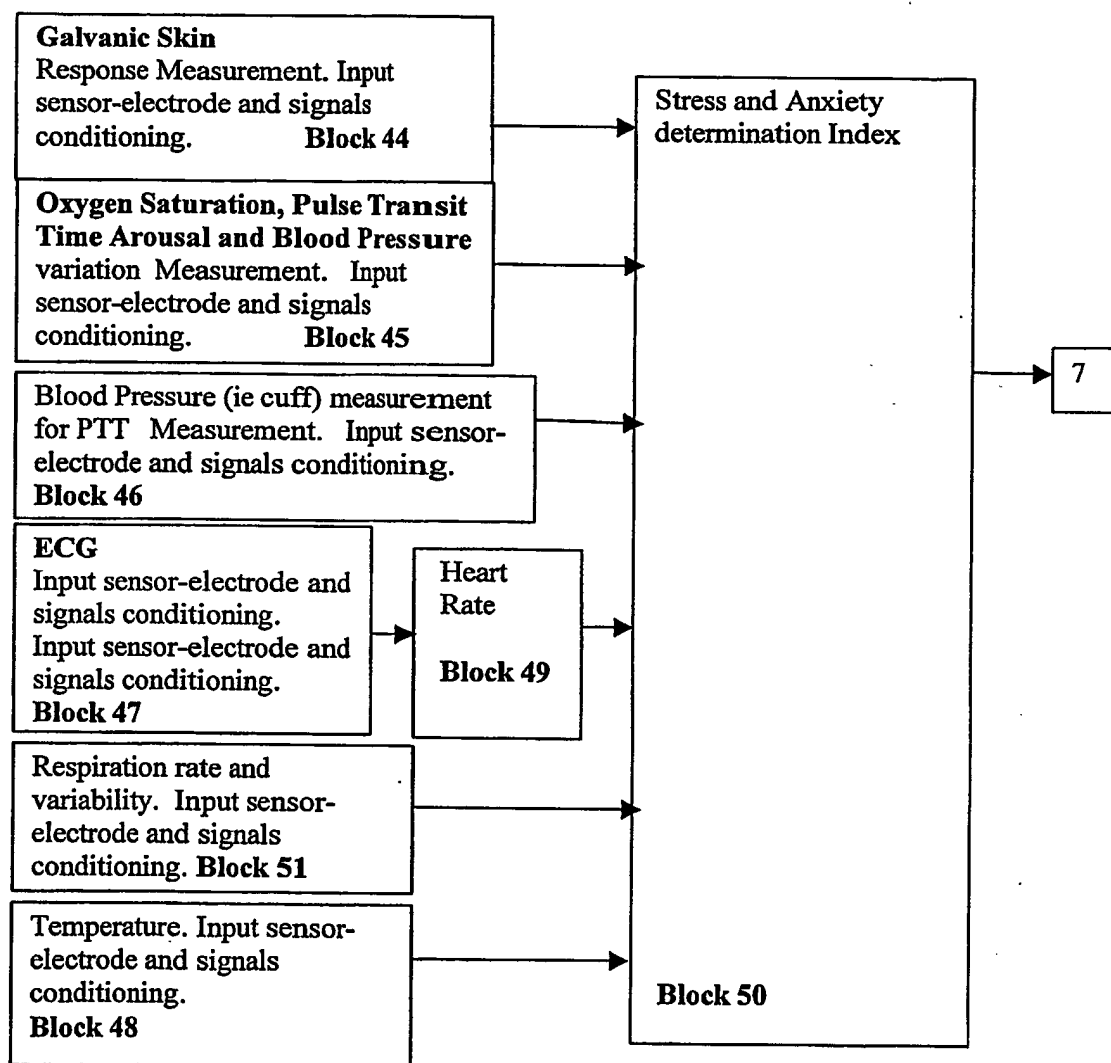 Galvanic Skin
Response Measurement. Input
sensor-electrode and signals
conditioning. Block 44
Oxygen Saturation, Pulse Transit
Time Arousal and Blood Pressure
variation Measurement. Input
sensor-electrode and signals
conditioning. Block 45
Blood Pressure (ie cuff) measurement
for PTT Measurement. Input sensor-
electrode and signals conditioning.
Block 46
ECG
Input sensor-electrode and
signals conditioning.
Input sensor-electrode and
signals conditioning.
Block 47
Heart
Rate
Block 49
Respiration rate and
variability. Input sensor-
electrode and signals
conditioning. Block 51
Temperature. Input sensor-
electrode and signals
conditioning.
Block 48
Stress and Anxiety
determination Index
Block 50
7